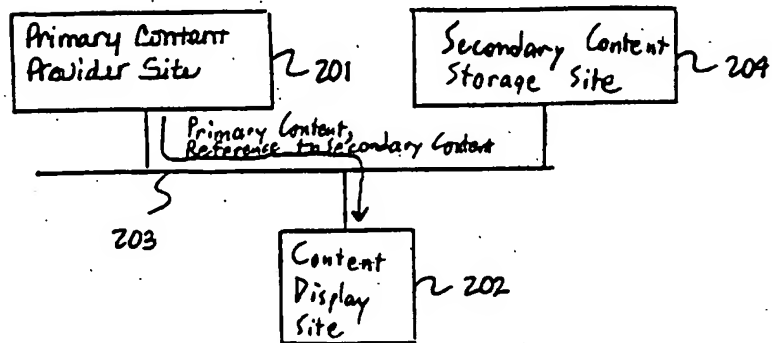 Primary Content
Provider Site
201
Secondary Content
Storage Site
204
Primary Content,
Reference to Secondary Content
203
Content
Display
Site
202